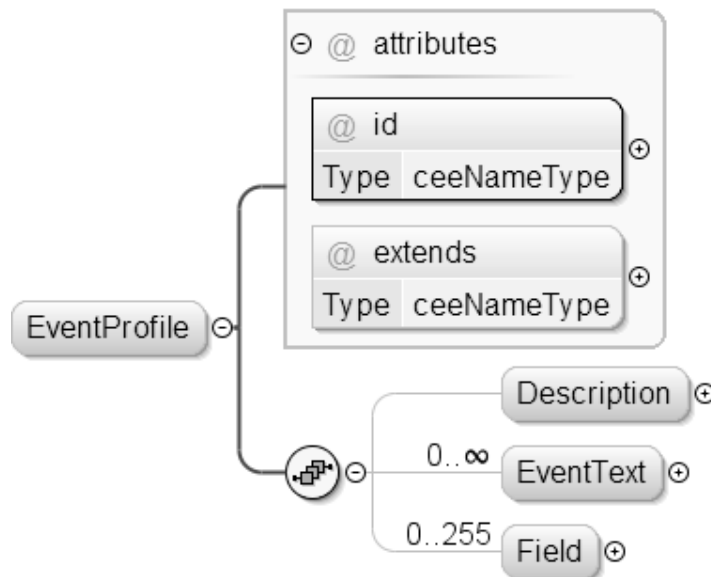 @ attributes
@ id
Type ceeNameType
@ extends
Type ceeNameType
EventProfile
Description
0..∞
EventText
0..255
Field